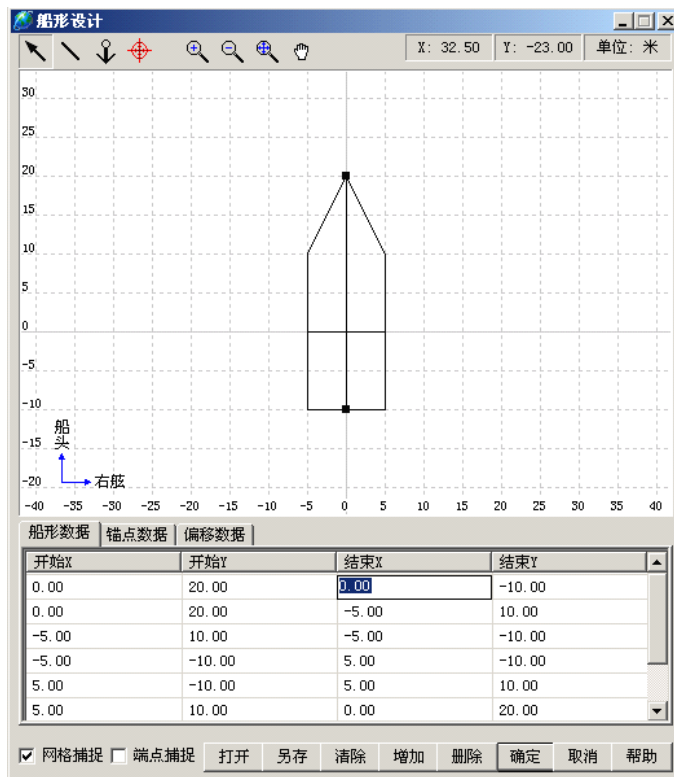 船形设计
X: 32.50 Y: -23.00 单位: 米
30
25
20
15
10
5
0
-5
-10
-15
-20
船头
右舷
-40 -35 -30 -25 -20 -15 -10 -5 0 5 10 15 20 25 30 35 40
船形数据 锚点数据 偏移数据
开始X 开始Y 结束X 结束Y
0.00 20.00 0.00 -10.00
0.00 20.00 -5.00 10.00
-5.00 10.00 -5.00 -10.00
-5.00 -10.00 5.00 -10.00
5.00 -10.00 5.00 10.00
5.00 10.00 0.00 20.00
网格捕捉 端点捕捉 打开 另存 清除 增加 删除 确定 取消 帮助